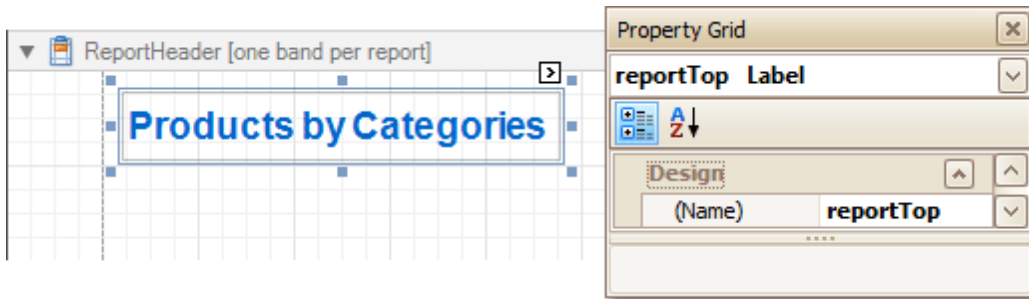 ReportHeader [one band per report]
Products by Categories
Property Grid
reportTop Label
A
Z
Design
(Name) reportTop